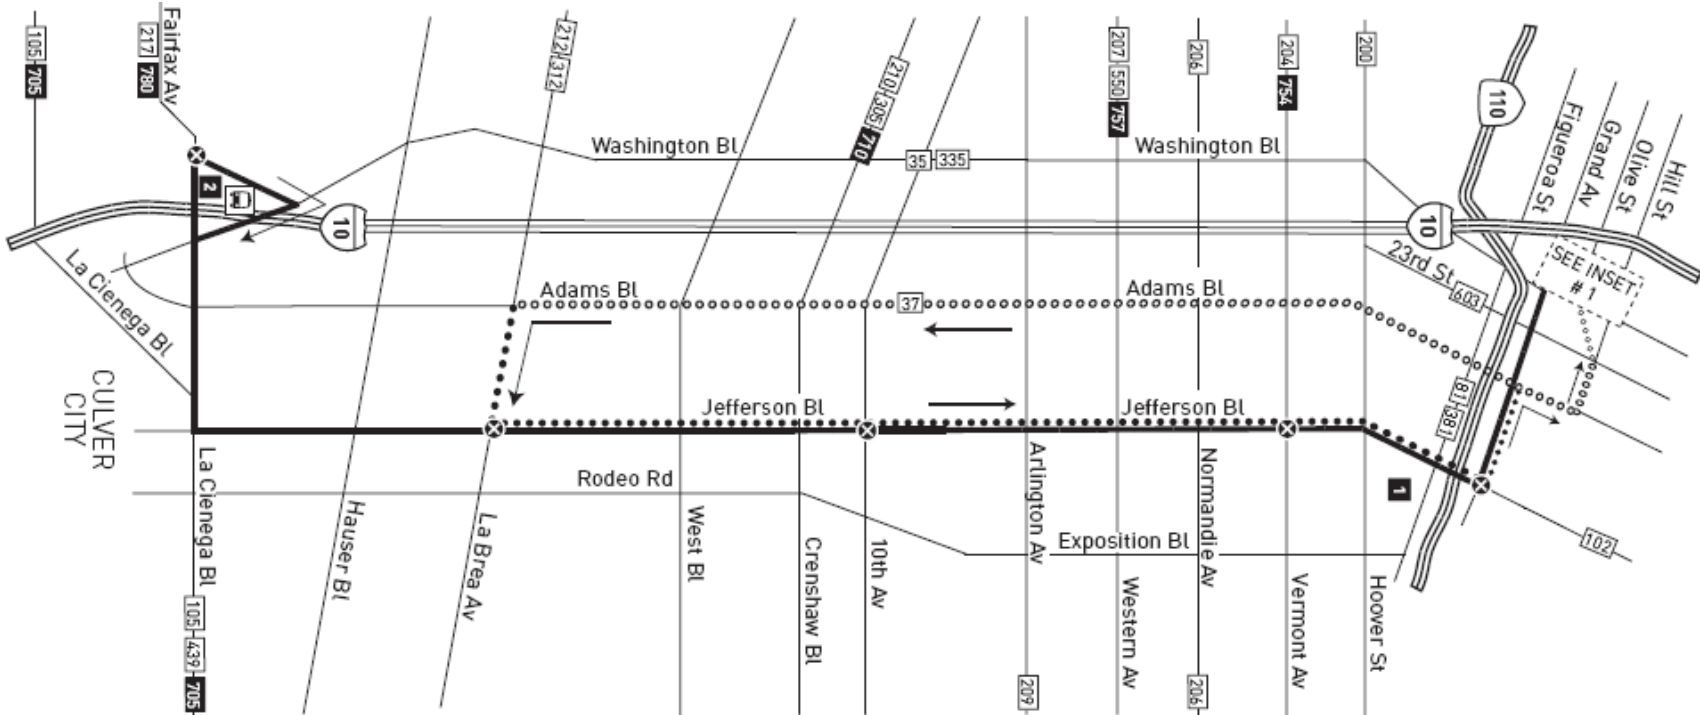 105
705
Fairfax Av
217
780
212
312
210
305
710
207
550
757
206
204
754
200
110
Figueroa St
Grand Av
Olive St
Hill St
Washington Bl
35
335
Washington Bl
2
10
10
La Cienega Bl
23rd St
603
SEE INSET
# 1
Adams Bl
37
Adams Bl
CULVER
CITY
Jefferson Bl
Jefferson Bl
81
381
1
102
Rodeo Rd
Exposition Bl
La Cienega Bl
Hauser Bl
La Brea Av
West Bl
Crenshaw Bl
10th Av
Arlington Av
Western Av
Normandie Av
Vermont Av
Hoover St
105
439
705
209
206